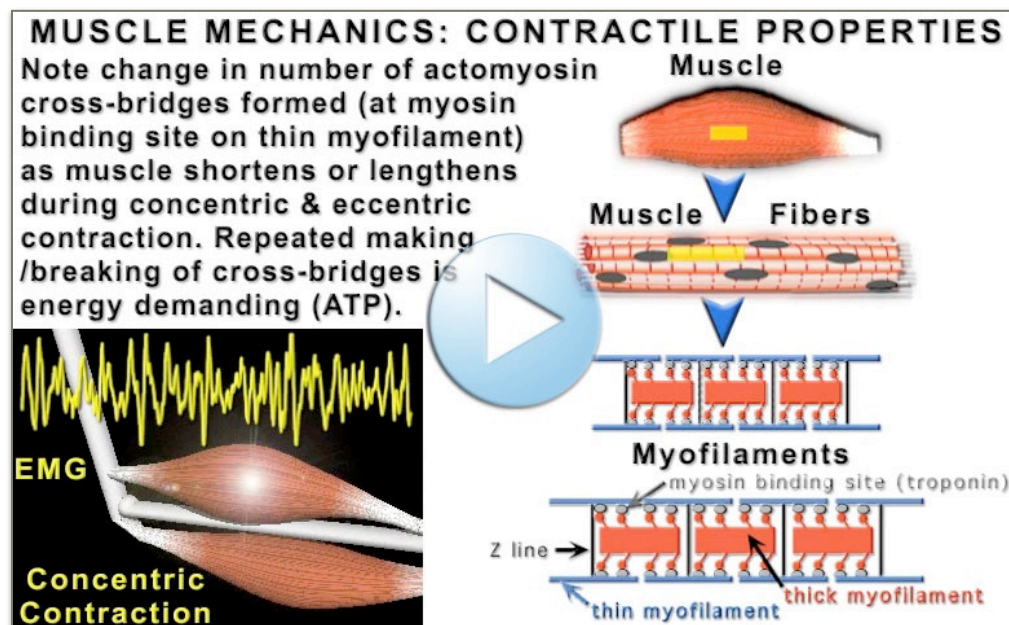 MUSCLE MECHANICS: CONTRACTILE PROPERTIES
Note change in number of actomyosin
cross-bridges formed (at myosin
binding site on thin myofilament)
as muscle shortens or lengthens
during concentric & eccentric
contraction. Repeated making
/breaking of cross-bridges is
energy demanding (ATP).
Muscle
Muscle Fibers
Myofilaments
myosin binding site (troponin)
Z line
thick myofilament
thin myofilament
EMG
Concentric
Contraction